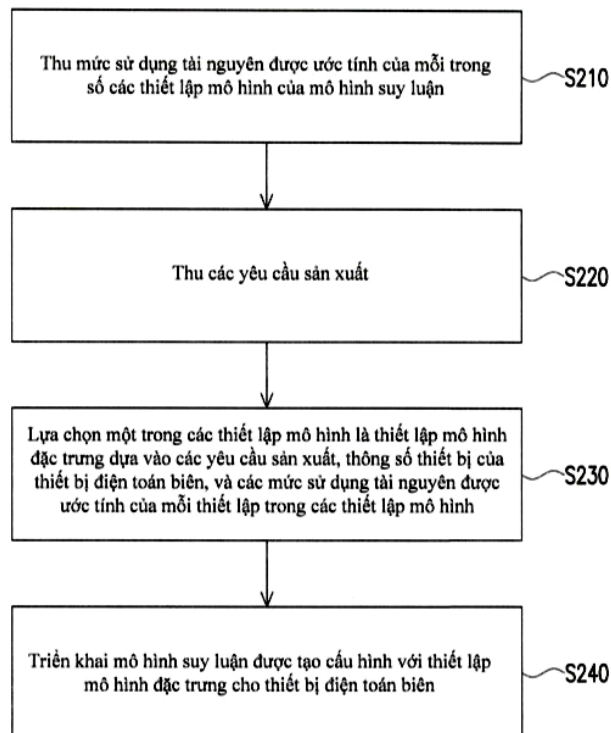 Thu mức sử dụng tài nguyên được ước tính của mỗi trong
số các thiết lập mô hình của mô hình suy luận
S210
Thu các yêu cầu sản xuất
S220
Lựa chọn một trong các thiết lập mô hình là thiết lập mô hình
đặc trưng dựa vào các yêu cầu sản xuất, thông số thiết bị của
thiết bị điện toán biên, và các mức sử dụng tài nguyên được
ước tính của mỗi thiết lập trong các thiết lập mô hình
S230
Triển khai mô hình suy luận được tạo cấu hình với thiết lập
mô hình đặc trưng cho thiết bị điện toán biên
S240